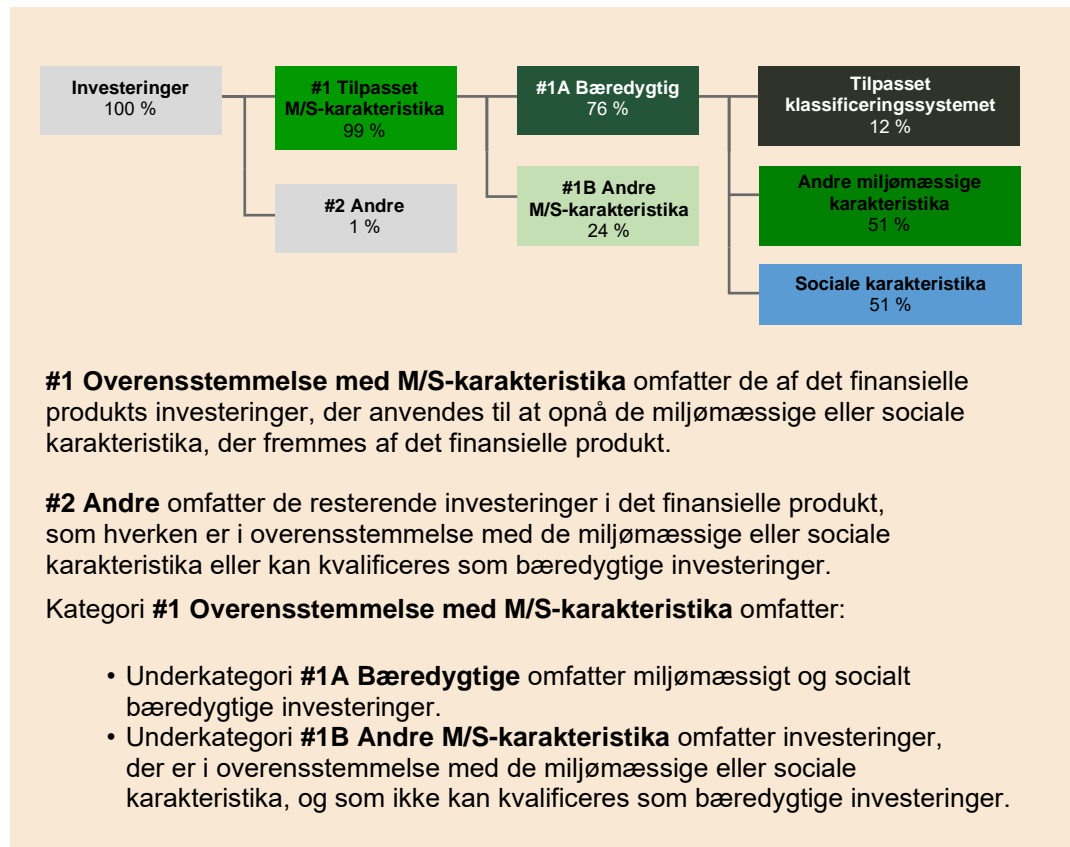 Investeringer
100 %
#1 Tilpasset
M/S-karakteristika
99 %
#2 Andre
1 %
#1A Bæredygtig
76 %
#1B Andre
M/S-karakteristika
24 %
Tilpasset
klassificeringssystemet
12 %
Andre miljømæssige
karakteristika
51 %
Sociale karakteristika
51 %
#1 Overensstemmelse med M/S-karakteristika omfatter de af det finansielle
produkts investeringer, der anvendes til at opnå de miljømæssige eller sociale
karakteristika, der fremmes af det finansielle produkt.
#2 Andre omfatter de resterende investeringer i det finansielle produkt,
som hverken er i overensstemmelse med de miljømæssige eller sociale
karakteristika eller kan kvalificeres som bæredygtige investeringer.
Kategori #1 Overensstemmelse med M/S-karakteristika omfatter:
• Underkategori #1A Bæredygtige omfatter miljømæssigt og socialt
bæredygtige investeringer.
• Underkategori #1B Andre M/S-karakteristika omfatter investeringer,
der er i overensstemmelse med de miljømæssige eller sociale
karakteristika, og som ikke kan kvalificeres som bæredygtige investeringer.